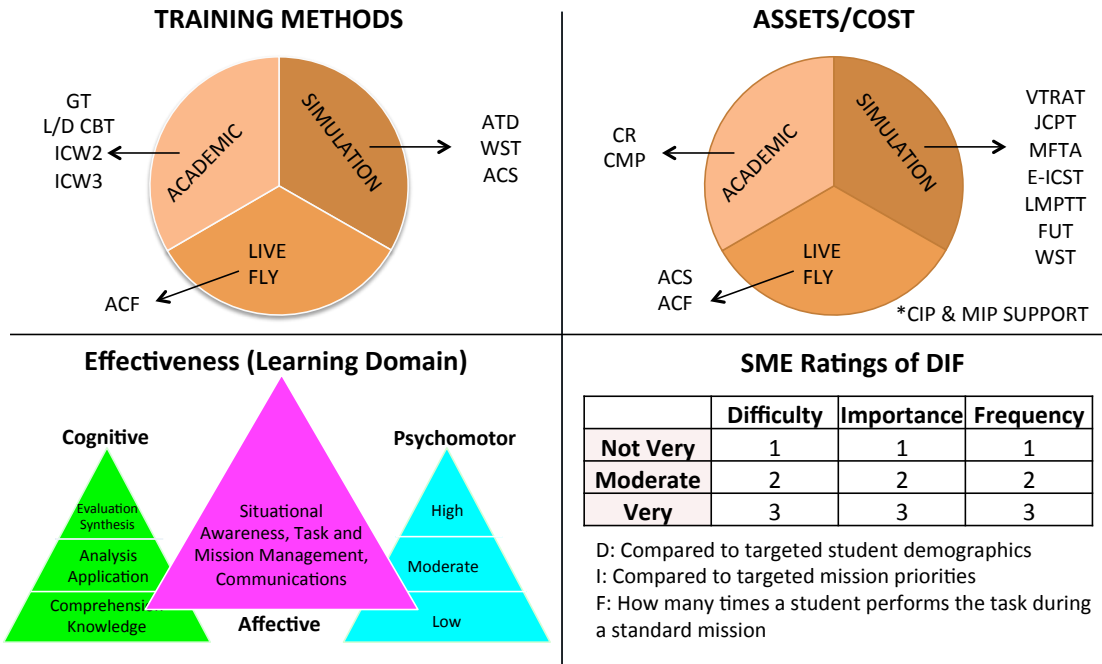 TRAINING METHODS
GT
L/D CBT
ICW2
ICW3
ACADEMIC
SIMULATION
ATD
WST
ACS
LIVE
FLY
ACF
ASSETS/COST
CR
CMP
ACADEMIC
SIMULATION
VTRAT
JCPT
MFTA
E-ICST
LMPTT
FUT
WST
LIVE
FLY
ACS
ACF
*CIP & MIP SUPPORT
Effectiveness (Learning Domain)
Cognitive
Evaluation
Synthesis
Analysis
Application
Comprehension
Knowledge
Situational
Awareness, Task and
Mission Management,
Communications
Affective
Psychomotor
High
Moderate
Low
SME Ratings of DIF
Difficulty Importance Frequency
Not Very 1 1 1
Moderate 2 2 2
Very 3 3 3
D: Compared to targeted student demographics
I: Compared to targeted mission priorities
F: How many times a student performs the task during
a standard mission